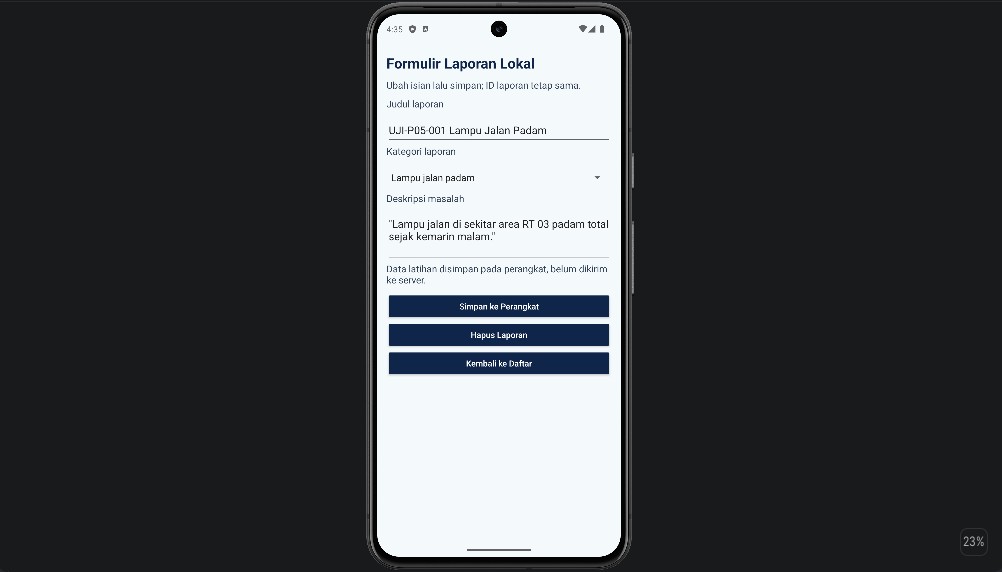 4:35
Formulir Laporan Lokal
Ubah isian lalu simpan; ID laporan tetap sama.
Judul laporan
UJI-P05-001 Lampu Jalan Padam
Kategori laporan
Lampu jalan padam
Deskripsi masalah
"Lampu jalan di sekitar area RT 03 padam total
sejak kemarin malam."
Data latihan disimpan pada perangkat, belum dikirim
ke server.
Simpan ke Perangkat
Hapus Laporan
Kembali ke Daftar
23%